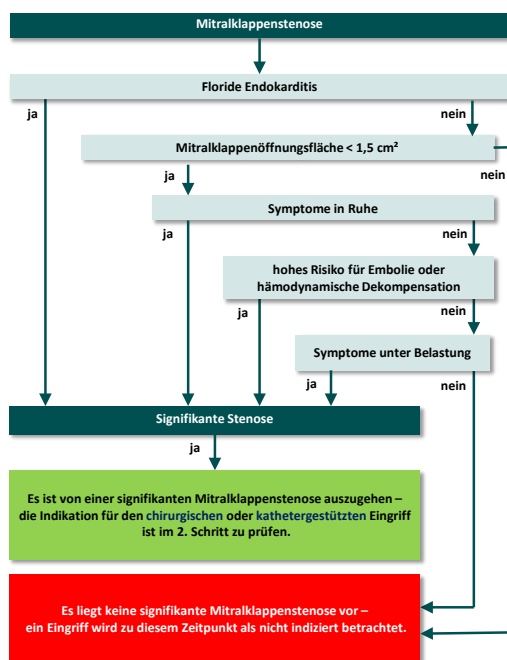 Mitralklappenstenose
Floride Endokarditis
ja
nein
Mitralklappenöffnungsfläche < 1,5 cm²
ja
nein
Symptome in Ruhe
ja
nein
hohes Risiko für Embolie oder
hämodynamische Dekompensation
ja
nein
Symptome unter Belastung
ja
nein
Signifikante Stenose
ja
Es ist von einer signifikanten Mitralklappenstenose auszugehen –
die Indikation für den chirurgischen oder kathetergestützten Eingriff
ist im 2. Schritt zu prüfen.
Es liegt keine signifikante Mitralklappenstenose vor –
ein Eingriff wird zu diesem Zeitpunkt als nicht indiziert betrachtet.